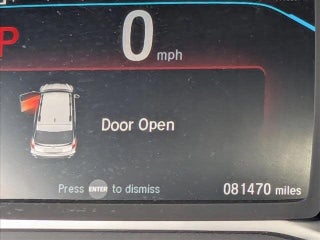 P
0
mph
Door Open
Press ENTER to dismiss
081470 miles